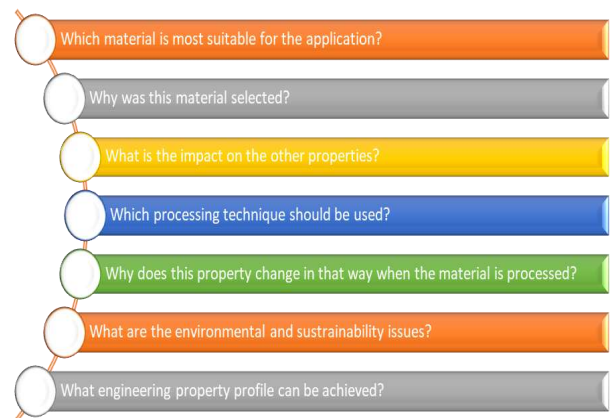 Which material is most suitable for the application?
Why was this material selected?
What is the impact on the other properties?
Which processing technique should be used?
Why does this property change in that way when the material is processed?
What are the environmental and sustrainability issues?
What engineering property profile can be achieved?